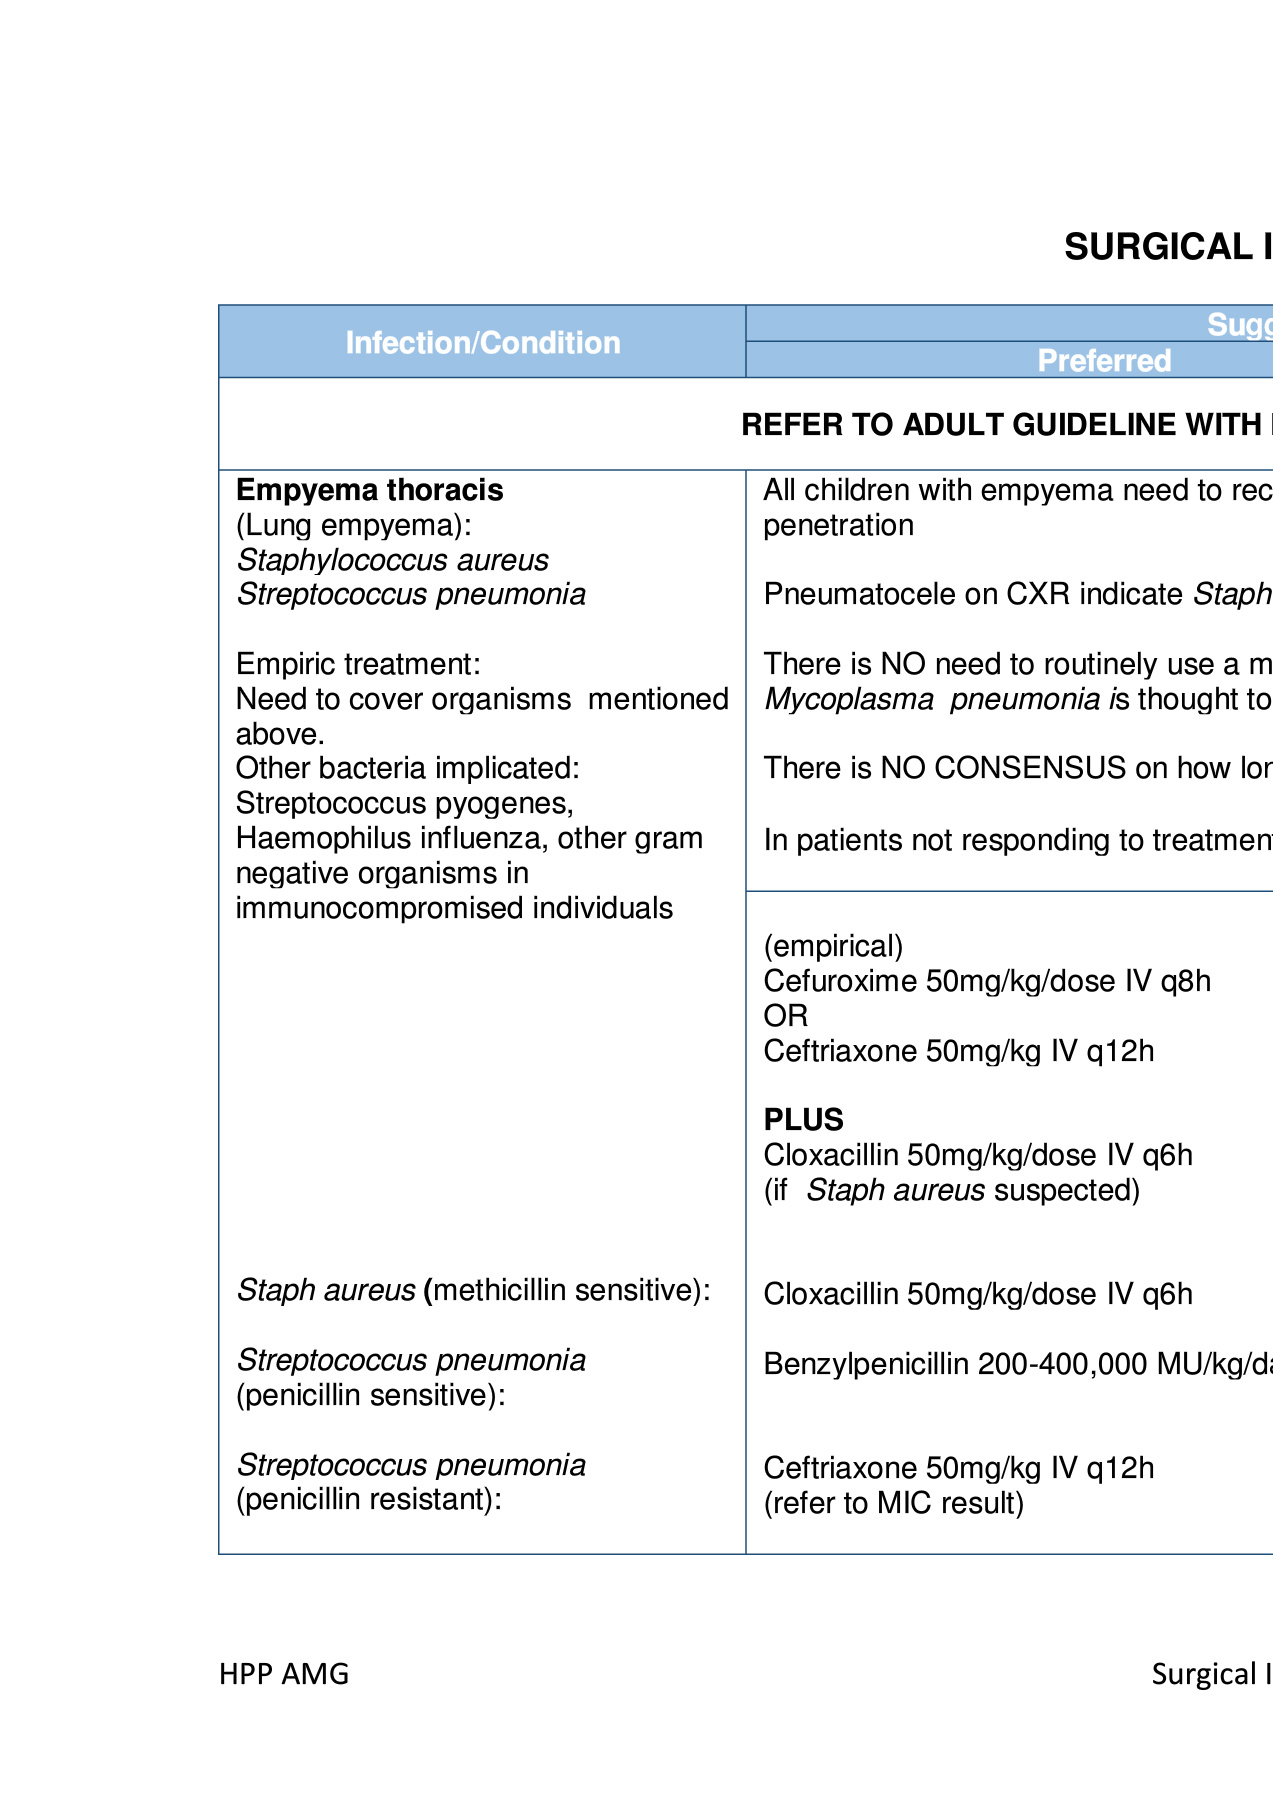 SURGICAL I
Infection/Condition
Sugg
Preferred
REFER TO ADULT GUIDELINE WITH
Empyema thoracis
(Lung empyema):
Staphylococcus aureus
Streptococcus pneumonia
Empiric treatment:
Need to cover organisms  mentioned
above.
Other bacteria implicated:
Streptococcus pyogenes,
Haemophilus influenza, other gram
negative organisms in
immunocompromised individuals
Staph aureus (methicillin sensitive):
Streptococcus pneumonia
(penicillin sensitive):
Streptococcus pneumonia
(penicillin resistant):
All children with empyema need to rec
penetration
Pneumatocele on CXR indicate Staph
There is NO need to routinely use a m
Mycoplasma  pneumonia is thought to
There is NO CONSENSUS on how lon
In patients not responding to treatment
(empirical)
Cefuroxime 50mg/kg/dose IV q8h
OR
Ceftriaxone 50mg/kg IV q12h
PLUS
Cloxacillin 50mg/kg/dose IV q6h
(if  Staph aureus suspected)
Cloxacillin 50mg/kg/dose IV q6h
Benzylpenicillin 200-400,000 MU/kg/da
Ceftriaxone 50mg/kg IV q12h
(refer to MIC result)
HPP AMG
Surgical I